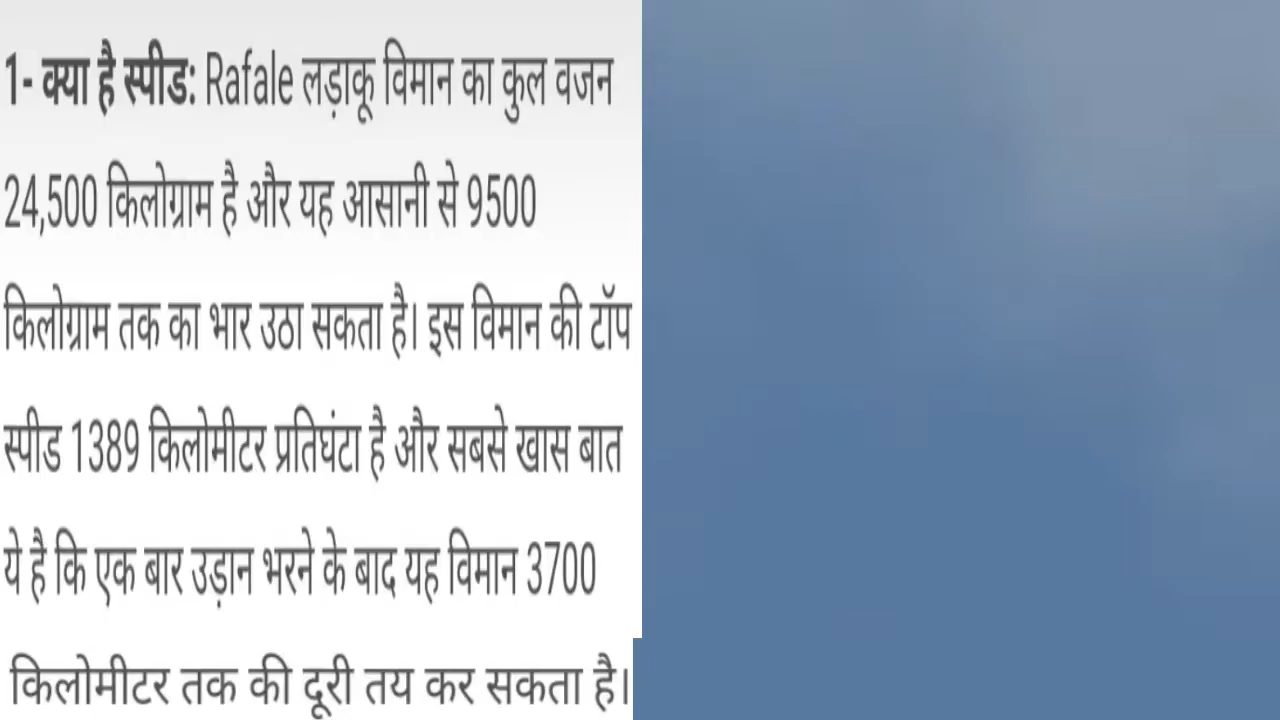 1- क्या है स्पीड: Rafale लड़ाकू विमान का कुल वजन
24,500 किलोग्राम है और यह आसानी से 9500
किलोग्राम तक का भार उठा सकता है। इस विमान की टॉप
स्पीड 1389 किलोमीटर प्रतिघंटा है और सबसे खास बात
ये है कि एक बार उड़ान भरने के बाद यह विमान 3700
किलोमीटर तक की दूरी तय कर सकता है।